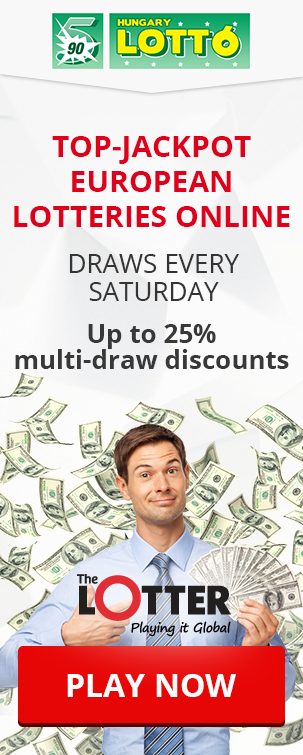 5
90
HUNGARY
LOTTÓ
TOP-JACKPOT
EUROPEAN
LOTTERIES ONLINE
DRAWS EVERY
SATURDAY
Up to 25%
multi-draw discounts
The
LOTTER
Playing it Global
PLAY NOW